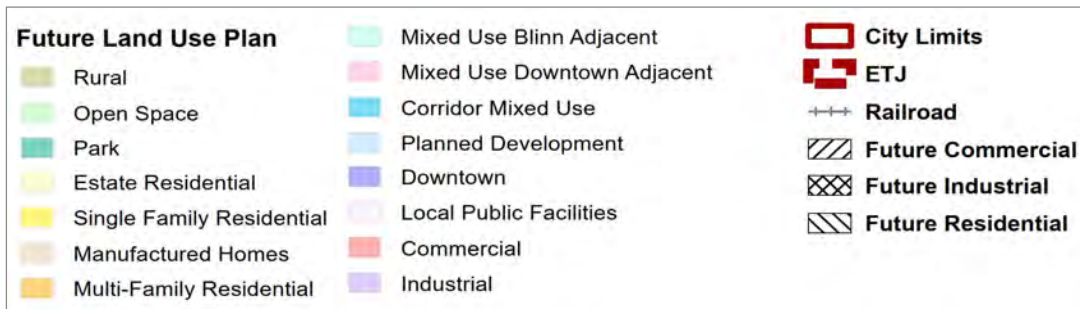 Future Land Use Plan
Rural
Open Space
Park
Estate Residential
Single Family Residential
Manufactured Homes
Multi-Family Residential
Mixed Use Blinn Adjacent
Mixed Use Downtown Adjacent
Corridor Mixed Use
Planned Development
Downtown
Local Public Facilities
Commercial
Industrial
City Limits
ETJ
Railroad
Future Commercial
Future Industrial
Future Residential